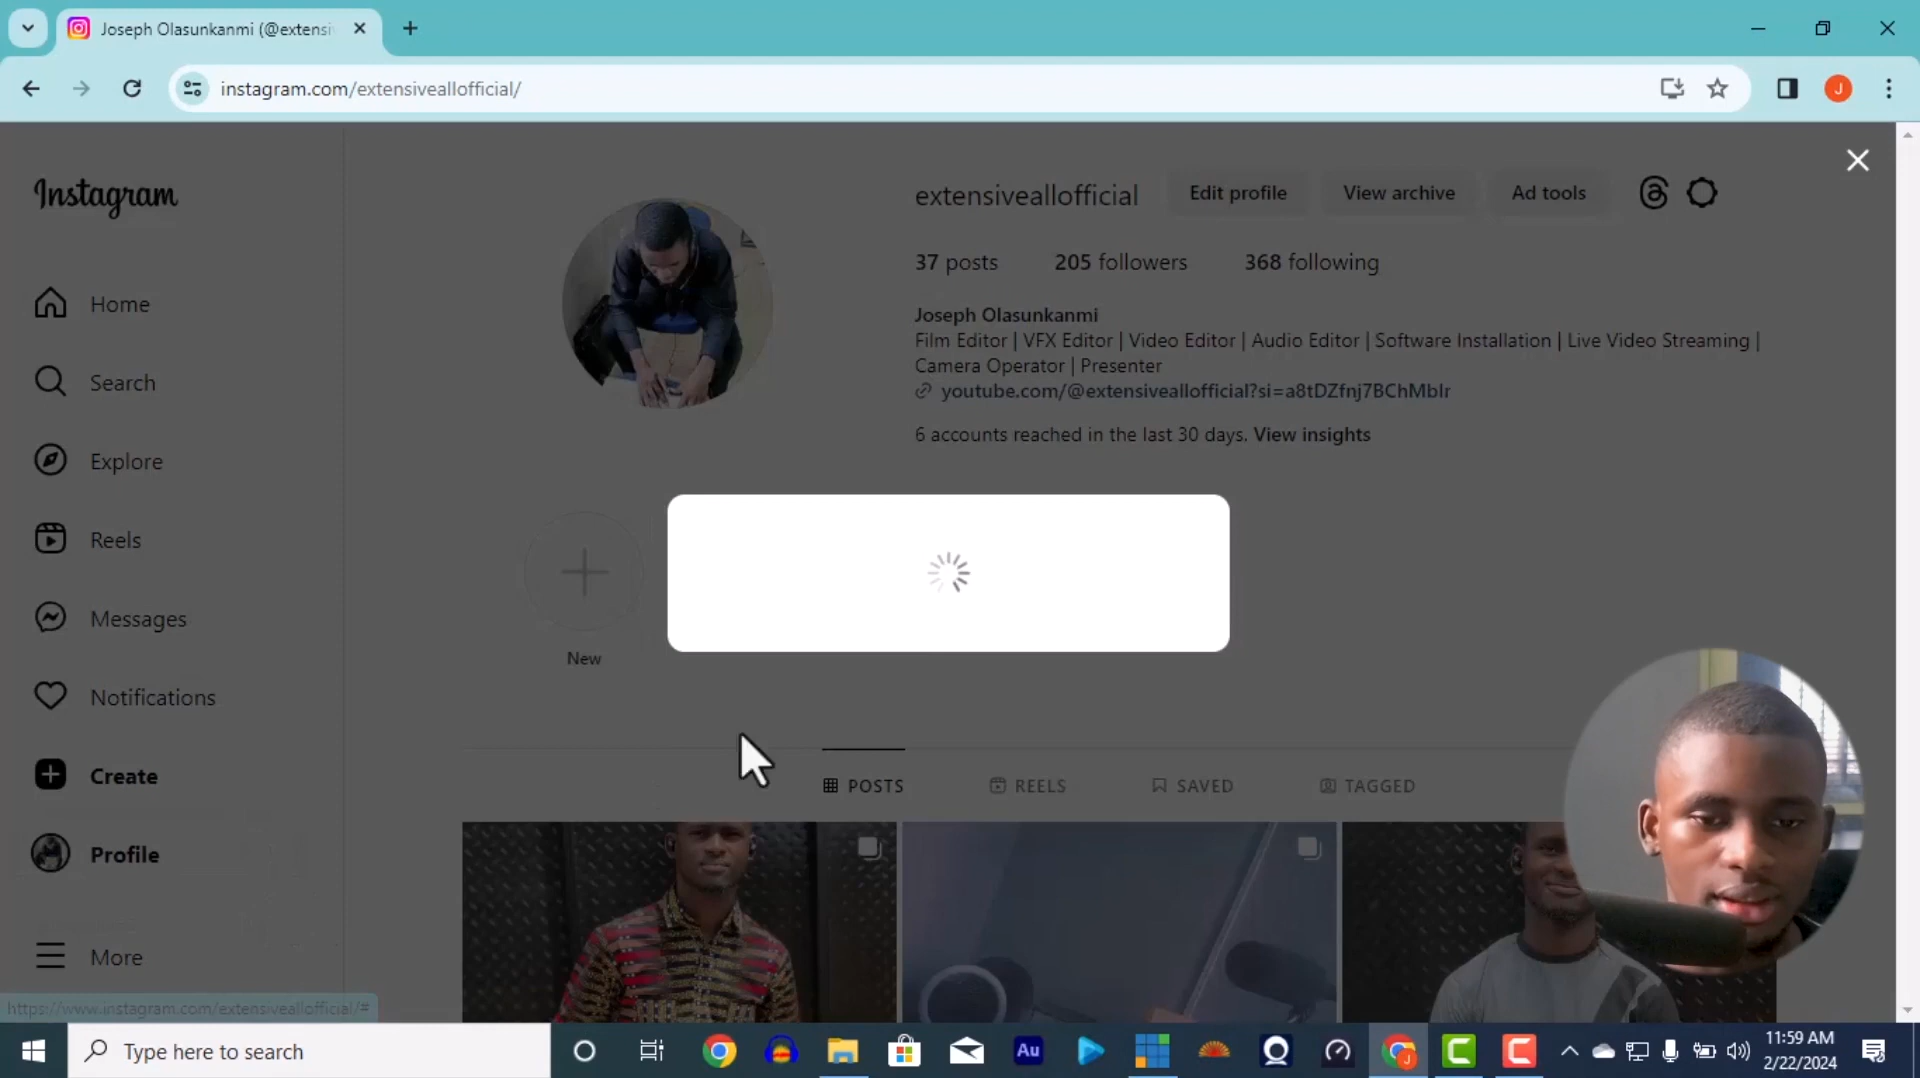 Joseph Olasunkanmi (@extensi
instagram.com/extensiveallofficial/
J
Instagram
extensiveallofficial
Edit profile
View archive
Ad tools
37 posts
205 followers
368 following
Joseph Olasunkanmi
Film Editor | VFX Editor | Video Editor | Audio Editor | Software Installation | Live Video Streaming |
Camera Operator | Presenter
youtube.com/@extensiveallofficial?si=a8tDZfnj7BChMbIr
6 accounts reached in the last 30 days. View insights
Home
Search
Explore
Reels
Messages
Notifications
Create
Profile
More
New
POSTS
REELS
SAVED
TAGGED
https://www.instagram.com/extensiveallofficial/#
Type here to search
Au
J
11:59 AM
2/22/2024